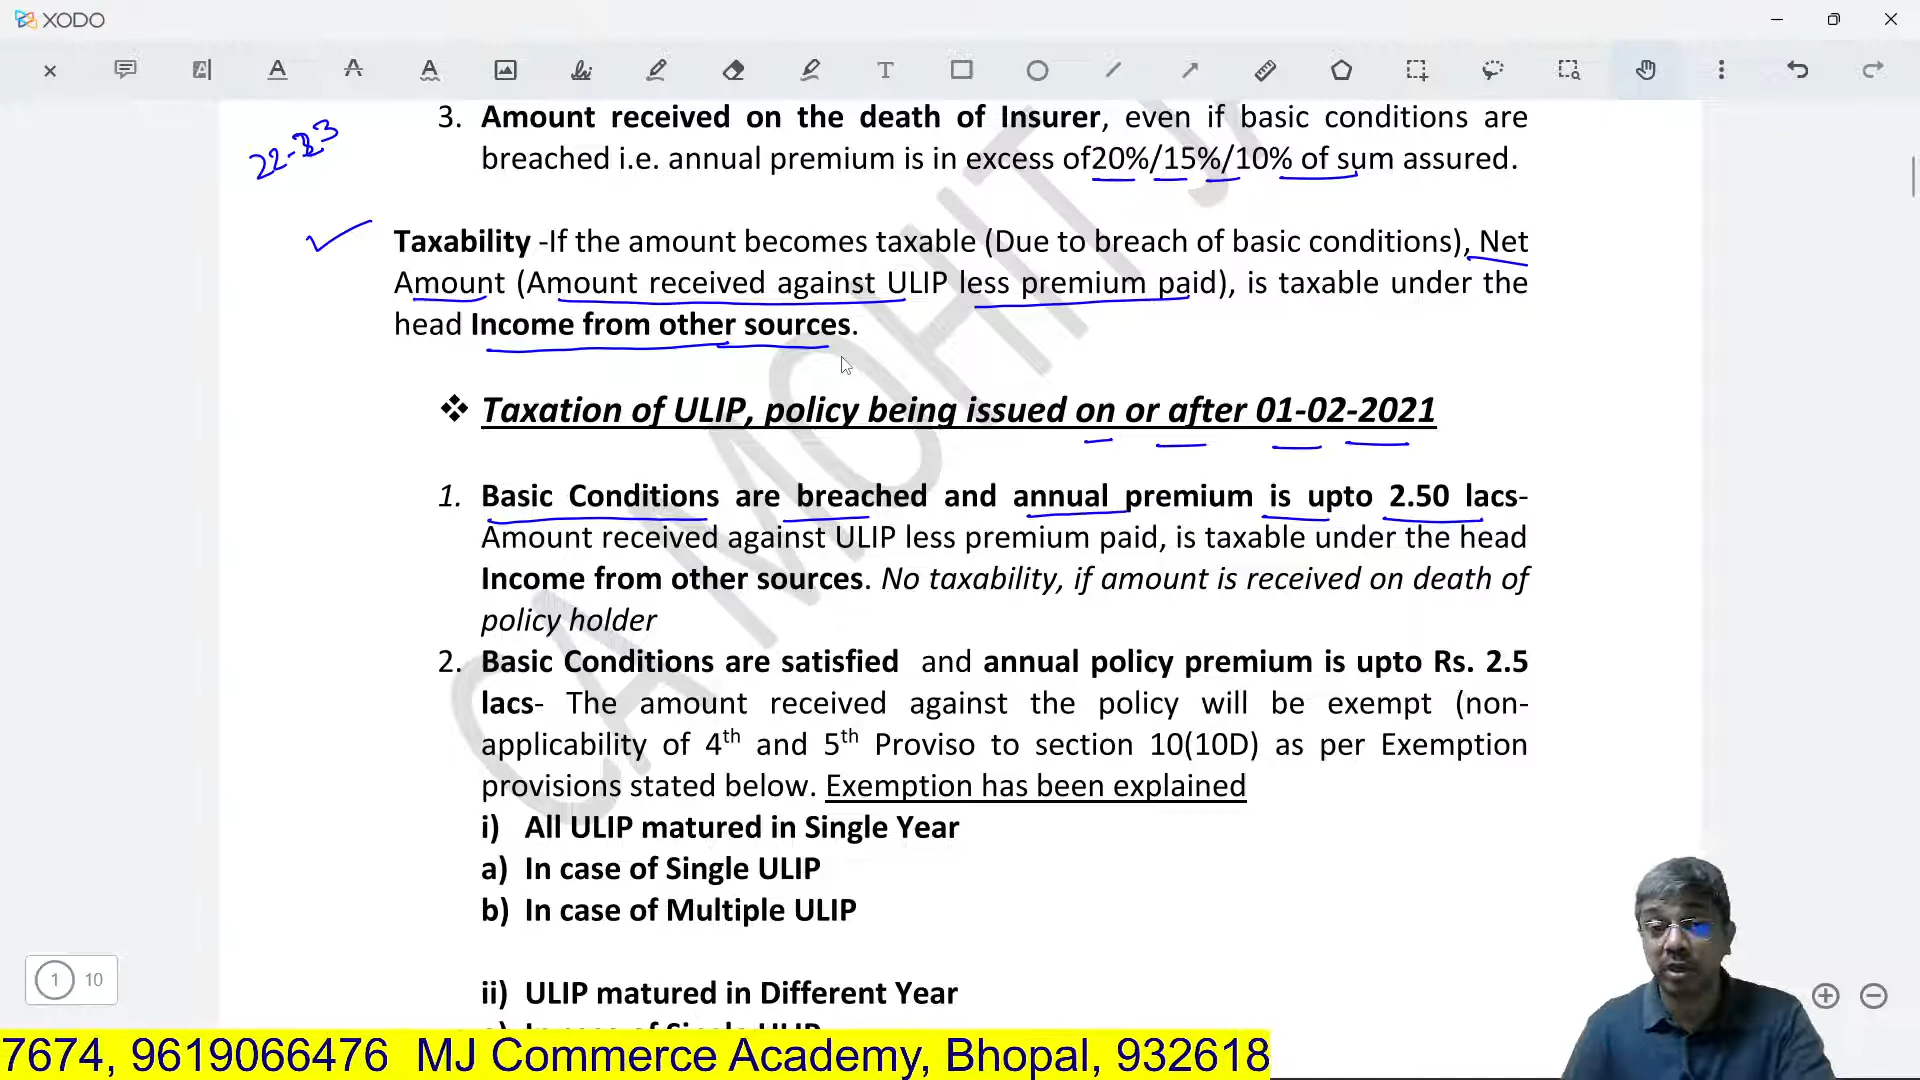 XODO
3. Amount received on the death of Insurer, even if basic conditions are
breached i.e. annual premium is in excess of20%/15%/10% of sum assured.
22-23
Taxability -If the amount becomes taxable (Due to breach of basic conditions), Net
Amount (Amount received against ULIP less premium paid), is taxable under the
head Income from other sources.
❖ Taxation of ULIP, policy being issued on or after 01-02-2021
1. Basic Conditions are breached and annual premium is upto 2.50 lacs-
Amount received against ULIP less premium paid, is taxable under the head
Income from other sources. No taxability, if amount is received on death of
policy holder
2. Basic Conditions are satisfied and annual policy premium is upto Rs. 2.5
lacs- The amount received against the policy will be exempt (non-
applicability of 4th and 5th Proviso to section 10(10D) as per Exemption
provisions stated below. Exemption has been explained
i) All ULIP matured in Single Year
a) In case of Single ULIP
b) In case of Multiple ULIP
ii) ULIP matured in Different Year
a) In case of Single ULIP
CA MOHIT
1 10
7674, 9619066476 MJ Commerce Academy, Bhopal, 932618